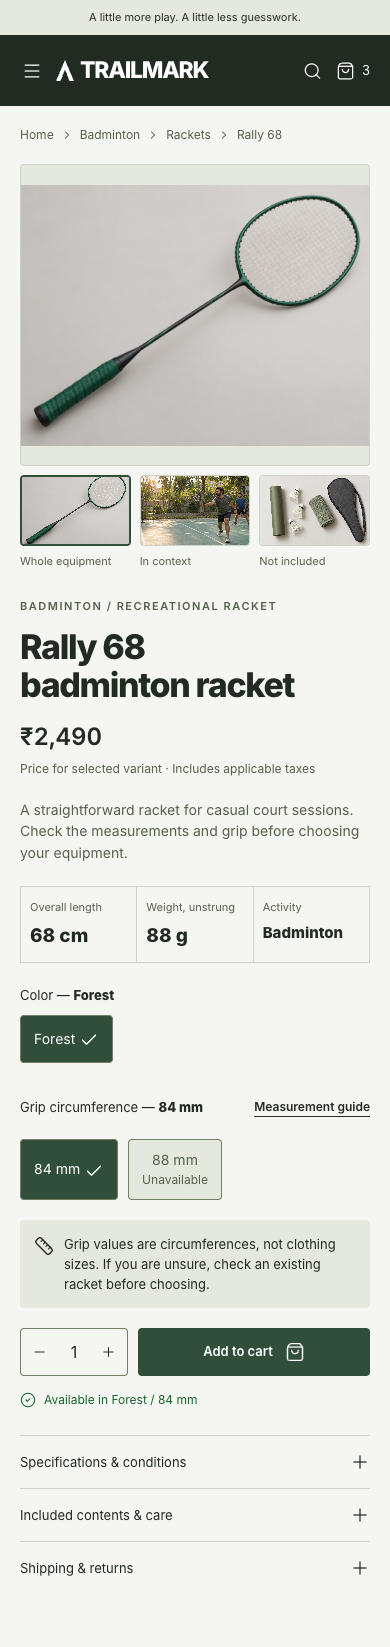 A little more play. A little less guesswork.
TRAILMARK
3
Home > Badminton > Rackets > Rally 68
Whole equipment
In context
Not included
BADMINTON / RECREATIONAL RACKET
Rally 68
badminton racket
₹2,490
Price for selected variant · Includes applicable taxes
A straightforward racket for casual court sessions.
Check the measurements and grip before choosing
your equipment.
Overall length
68 cm
Weight, unstrung
88 g
Activity
Badminton
Color — Forest
Forest
Grip circumference — 84 mm
Measurement guide
84 mm
88 mm
Unavailable
Grip values are circumferences, not clothing
sizes. If you are unsure, check an existing
racket before choosing.
− 1 +
Add to cart
Available in Forest / 84 mm
Specifications & conditions
Included contents & care
Shipping & returns